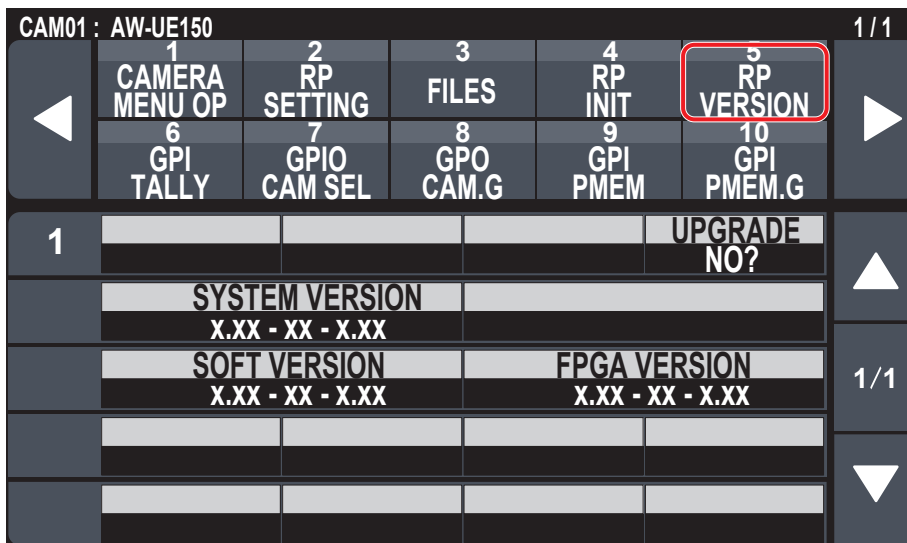 CAM01 : AW-UE150 1 / 1
1 2 3 4 5
CAMERA MENU OP RP SETTING FILES RP INIT RP VERSION
6 7 8 9 10
GPI TALLY GPIO CAM SEL GPO CAM.G GPI PMEM GPI PMEM.G
1 UPGRADE
NO?
SYSTEM VERSION
X.XX - XX - X.XX
SOFT VERSION FPGA VERSION
X.XX - XX - X.XX X.XX - XX - X.XX
1/1